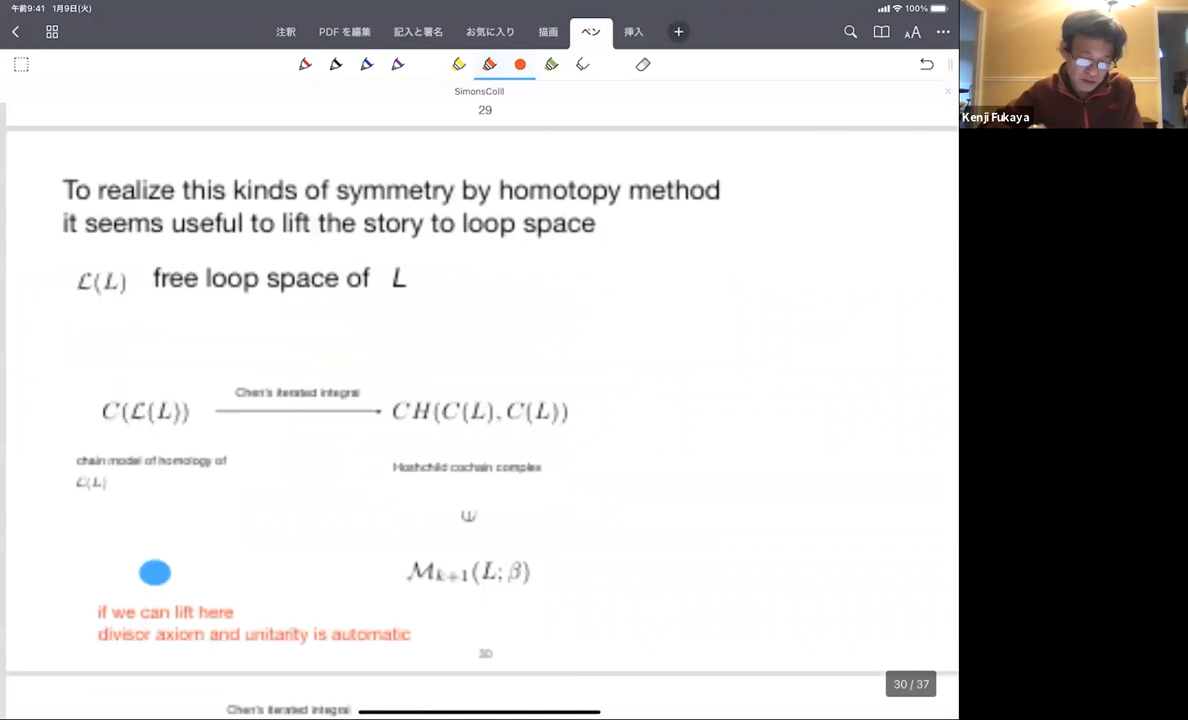 午前9:41 1月9日(火)
100%
注釈 PDF を編集 記入と署名 お気に入り 描画 ペン 挿入
AA
SimonsColl
29
To realize this kinds of symmetry by homotopy method
it seems useful to lift the story to loop space
ℒ(L) free loop space of L
Chen's iterated integral
C(ℒ(L)) → CH(C(L), C(L))
chain model of homology of
ℒ(L)
Hoshchild cochain complex
ℳₖ₊₁(L; β)
if we can lift here
divisor axiom and unitarity is automatic
30
30 / 37
Chen's iterated integral
Kenji Fukaya